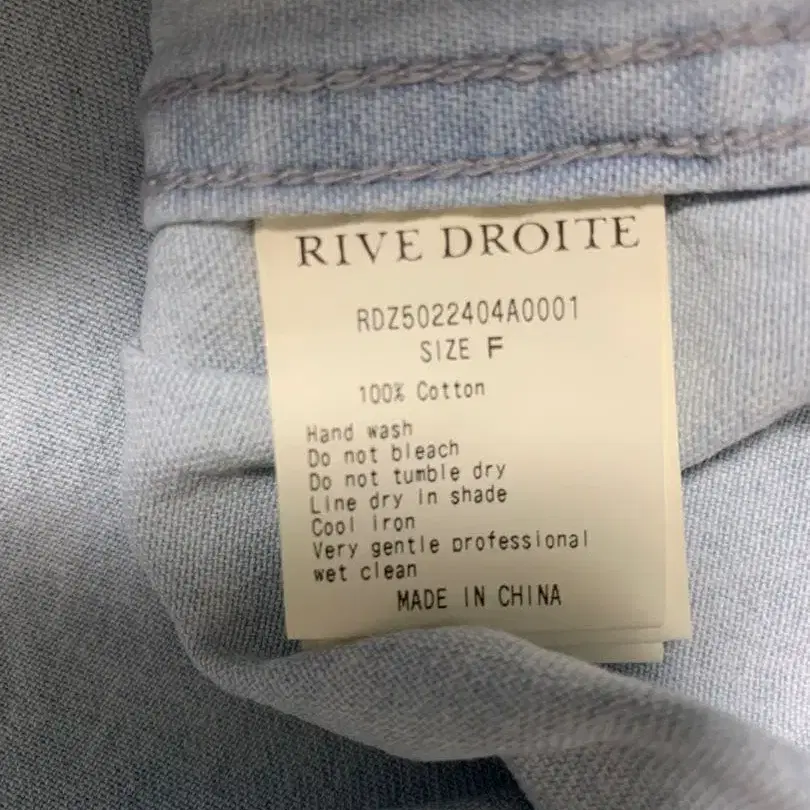 RIVE DROITE
RDZ5022404A0001
SIZE F
100% Cotton
Hand wash
Do not bleach
Do not tumble dry
Line dry in shade
Cool iron
Very gentle professional
wet clean
MADE IN CHINA